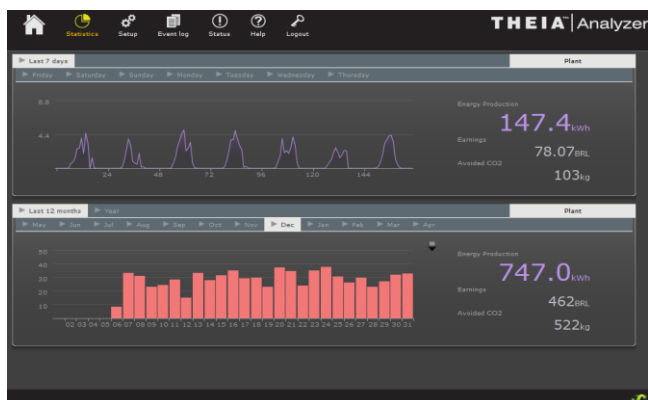 THEIA™ Analyzer
Statistics Setup Event log Status Help Logout
Last 7 days Plant
Friday Saturday Sunday Monday Tuesday Wednesday Thursday
8.8
4.4
24 48 72 96 120 144
Energy Production
147.4kWh
Earnings
78.07BRL
Avoided CO2
103kg
Last 12 months Year Plant
May Jun Jul Aug Sep Oct Nov Dec Jan Feb Mar Apr
50
40
30
20
10
02 03 04 05 06 07 08 09 10 11 12 13 14 15 16 17 18 19 20 21 22 23 24 25 26 27 28 29 30 31
Energy Production
747.0kWh
Earnings
462BRL
Avoided CO2
522kg